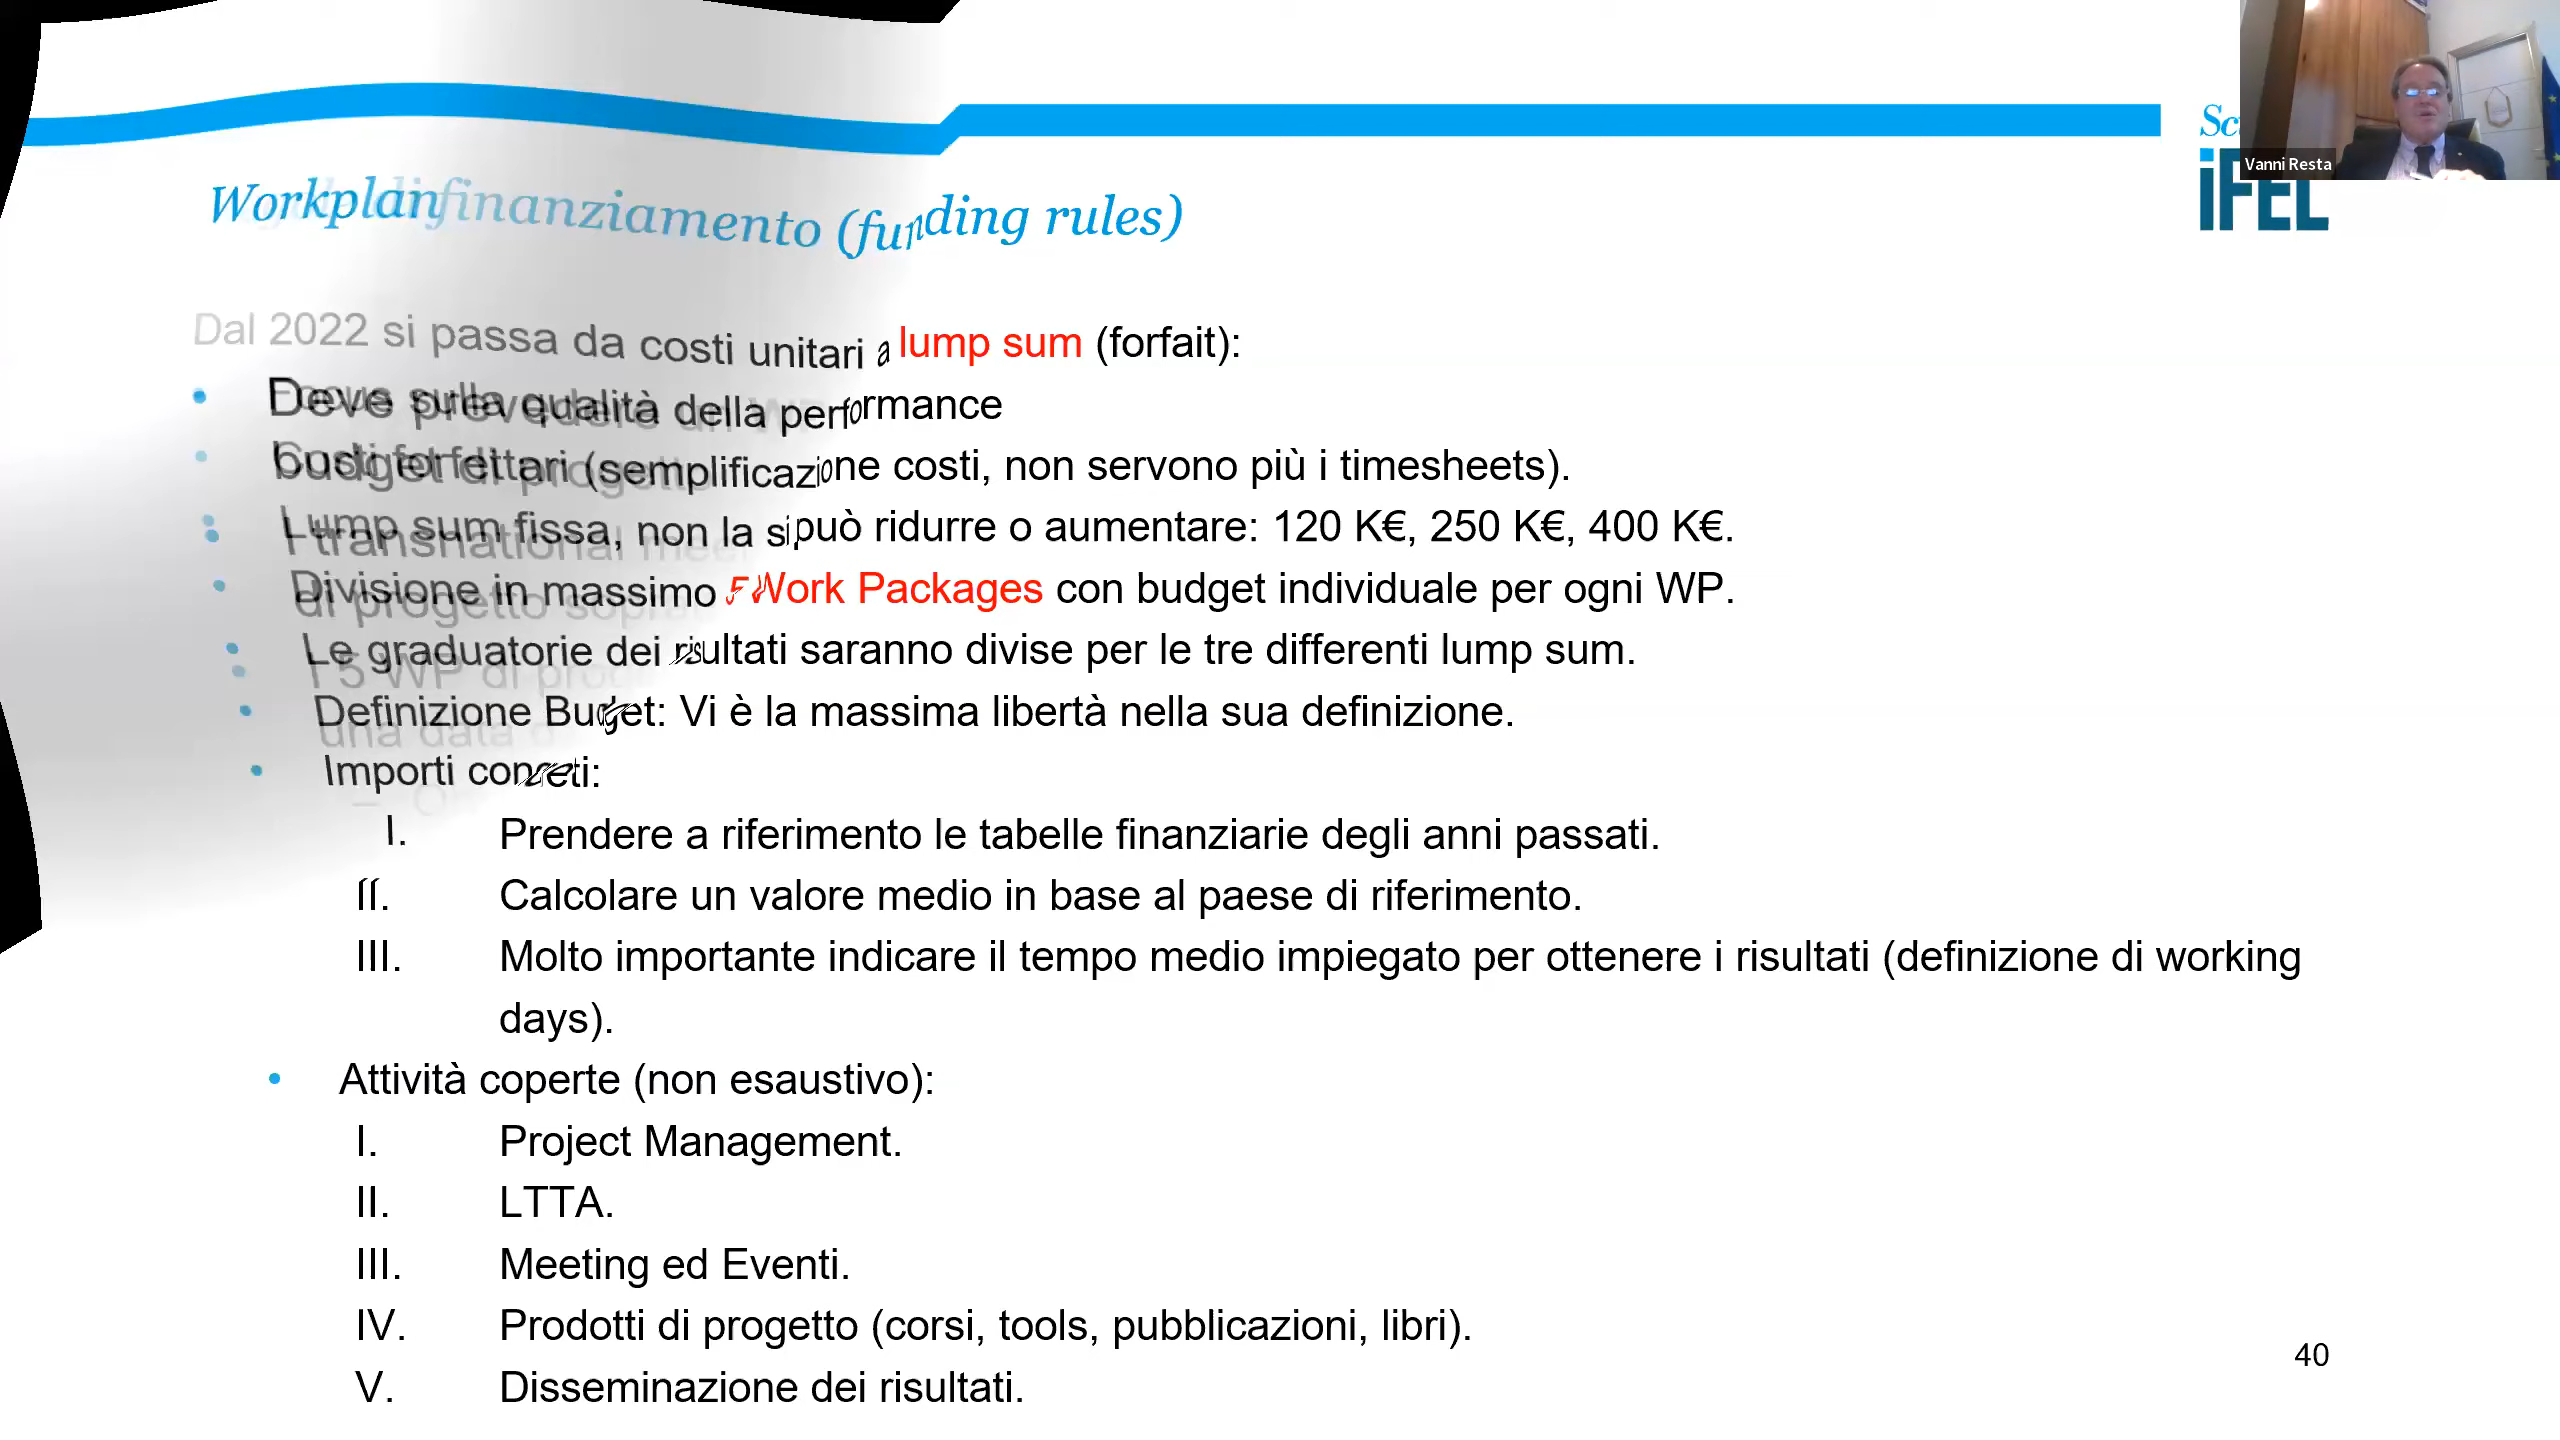 Workplan finanziamento (funding rules)
Vanni Resta
iFEL
Dal 2022 si passa da costi unitari a lump sum (forfait):
• sulla qualità della performance
• forfettari (semplificazione costi, non servono più i timesheets).
• Lump sum fissa, non la si può ridurre o aumentare: 120 K€, 250 K€, 400 K€.
• Divisione in massimo 5 Work Packages con budget individuale per ogni WP.
• Le graduatorie dei risultati saranno divise per le tre differenti lump sum.
• Definizione Budget: Vi è la massima libertà nella sua definizione.
• Importi
I. Prendere a riferimento le tabelle finanziarie degli anni passati.
II. Calcolare un valore medio in base al paese di riferimento.
III. Molto importante indicare il tempo medio impiegato per ottenere i risultati (definizione di working
days).
• Attività coperte (non esaustivo):
I. Project Management.
II. LTTA.
III. Meeting ed Eventi.
IV. Prodotti di progetto (corsi, tools, pubblicazioni, libri).
V. Disseminazione dei risultati.
40